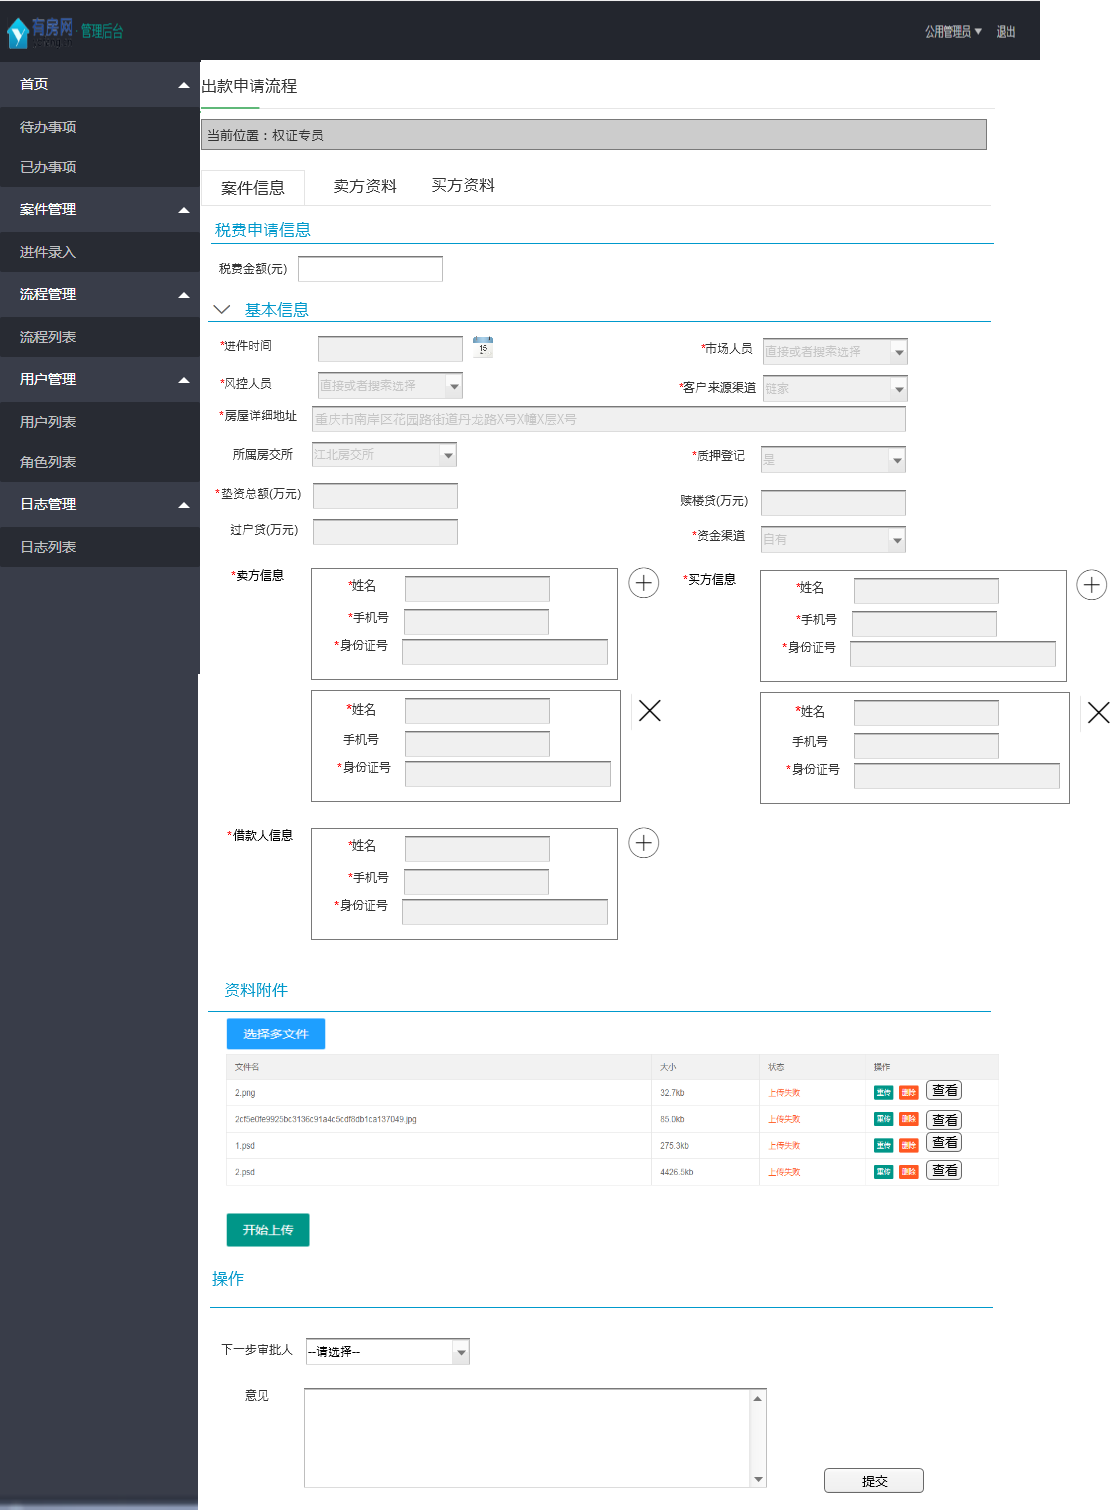 有房网·管理后台
公用管理员 退出
首页
待办事项
已办事项
案件管理
进件录入
流程管理
流程列表
用户管理
用户列表
角色列表
日志管理
日志列表
出款申请流程
当前位置：权证专员
案件信息 卖方资料 买方资料
税费申请信息
税费金额(元)
基本信息
*进件时间 15 *市场人员 直接或者搜索选择
*风控人员 直接或者搜索选择 *客户来源渠道 链家
*房屋详细地址 重庆市南岸区花园路街道丹龙路X号X幢X层X号
所属房交所 江北房交所 *质押登记 是
*垫资总额(万元) 赎楼贷(万元)
过户贷(万元) *资金渠道 自有
*卖方信息 *姓名 *买方信息 *姓名
*手机号 *手机号
*身份证号 *身份证号
*姓名 *姓名
手机号 手机号
*身份证号 *身份证号
*借款人信息 *姓名
*手机号
*身份证号
资料附件
选择多文件
文件名 大小 状态 操作
2.png 32.7kb 上传失败 重传 删除 查看
2cf5e0fe9925bc3136c91a4c5cdf8db1ca137049.jpg 85.0kb 上传失败 重传 删除 查看
1.psd 275.3kb 上传失败 重传 删除 查看
2.psd 4426.5kb 上传失败 重传 删除 查看
开始上传
操作
下一步审批人 --请选择--
意见
提交